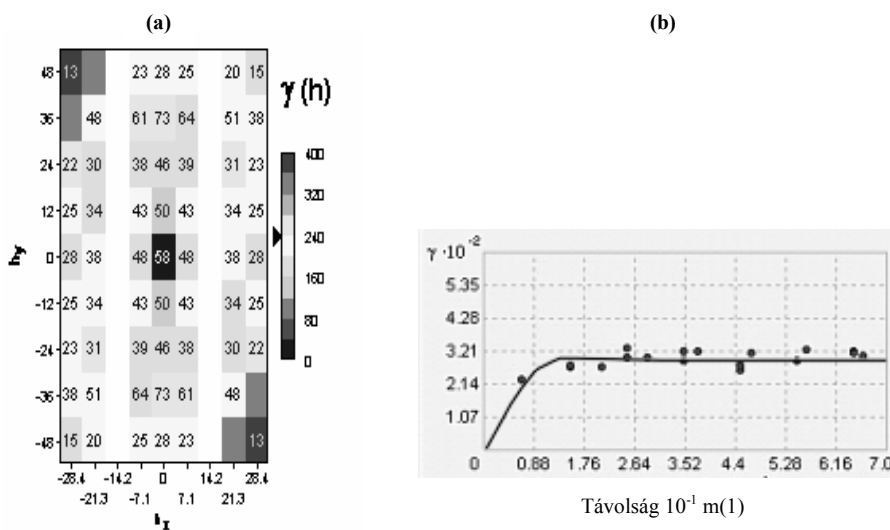 (a)
48 13 23 28 25 20 15
36 48 61 73 64 51 38
24 22 30 38 46 39 31 23
12 25 34 43 50 43 34 25
0 28 38 48 58 48 38 28
-12 25 34 43 50 43 34 25
-24 23 31 39 46 38 30 22
-36 38 51 64 73 61 48
-48 15 20 25 28 23 13
hy
-28.4 -14.2 0 14.2 28.4
-21.3 -7.1 7.1 21.3
hx
γ (h)
400
320
240
160
80
0
(b)
γ ·10⁻²
5.35
4.28
3.21
2.14
1.07
0 0.88 1.76 2.64 3.52 4.4 5.28 6.16 7.0
Távolság 10⁻¹ m(1)